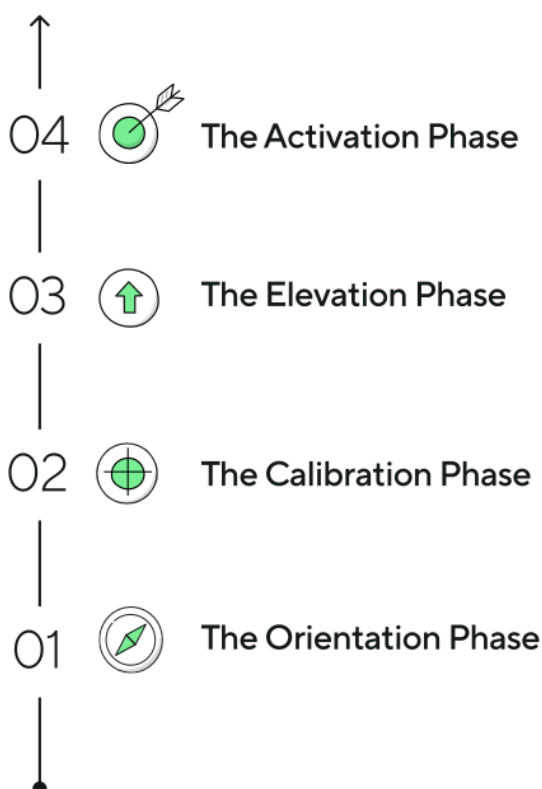 04 The Activation Phase
03 The Elevation Phase
02 The Calibration Phase
01 The Orientation Phase